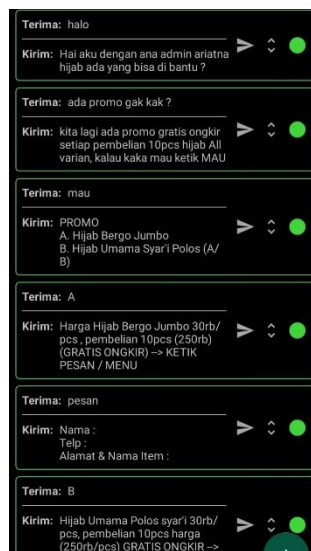 Terima: halo
Kirim: Hai aku dengan ana admin ariatna
hijab ada yang bisa di bantu ?
Terima: ada promo gak kak ?
Kirim: kita lagi ada promo gratis ongkir
setiap pembelian 10pcs hijab All
varian, kalau kaka mau ketik MAU
Terima: mau
Kirim: PROMO
A. Hijab Bergo Jumbo
B. Hijab Umama Syar'i Polos (A/
B)
Terima: A
Kirim: Harga Hijab Bergo Jumbo 30rb/
pcs , pembelian 10pcs (250rb)
(GRATIS ONGKIR) --> KETIK
PESAN / MENU
Terima: pesan
Kirim: Nama :
Telp :
Alamat & Nama Item :
Terima: B
Kirim: Hijab Umama Polos syar'i 30rb/
pcs, pembelian 10pcs harga
(250rb/pcs) GRATIS ONGKIR -->